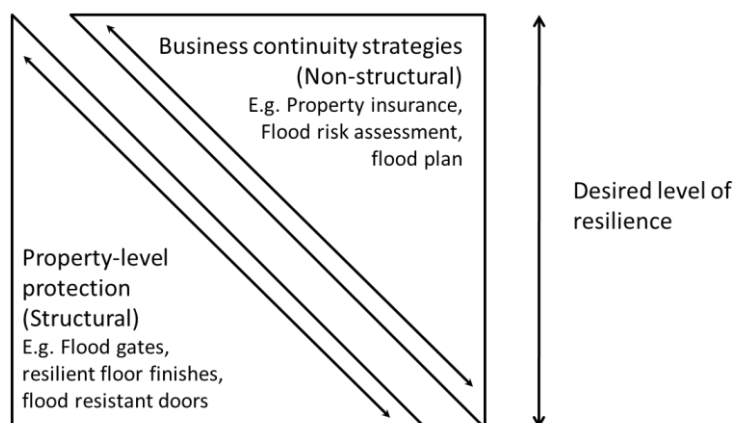 Business continuity strategies
(Non-structural)
E.g. Property insurance,
Flood risk assessment,
flood plan
Desired level of
resilience
Property-level
protection
(Structural)
E.g. Flood gates,
resilient floor finishes,
flood resistant doors